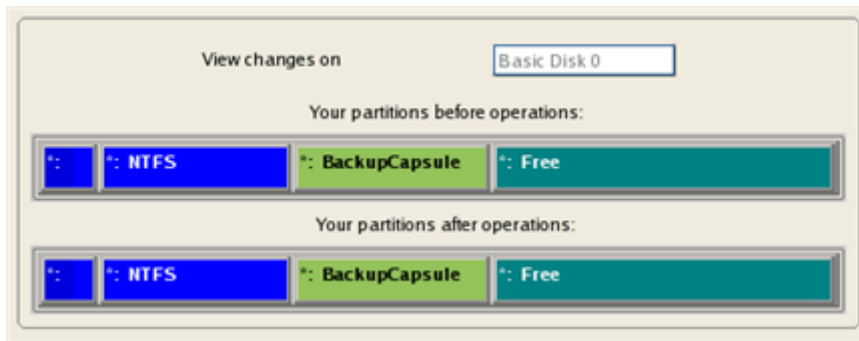 View changes on Basic Disk 0
Your partitions before operations:
*: *: NTFS *: BackupCapsule *: Free
Your partitions after operations:
*: *: NTFS *: BackupCapsule *: Free